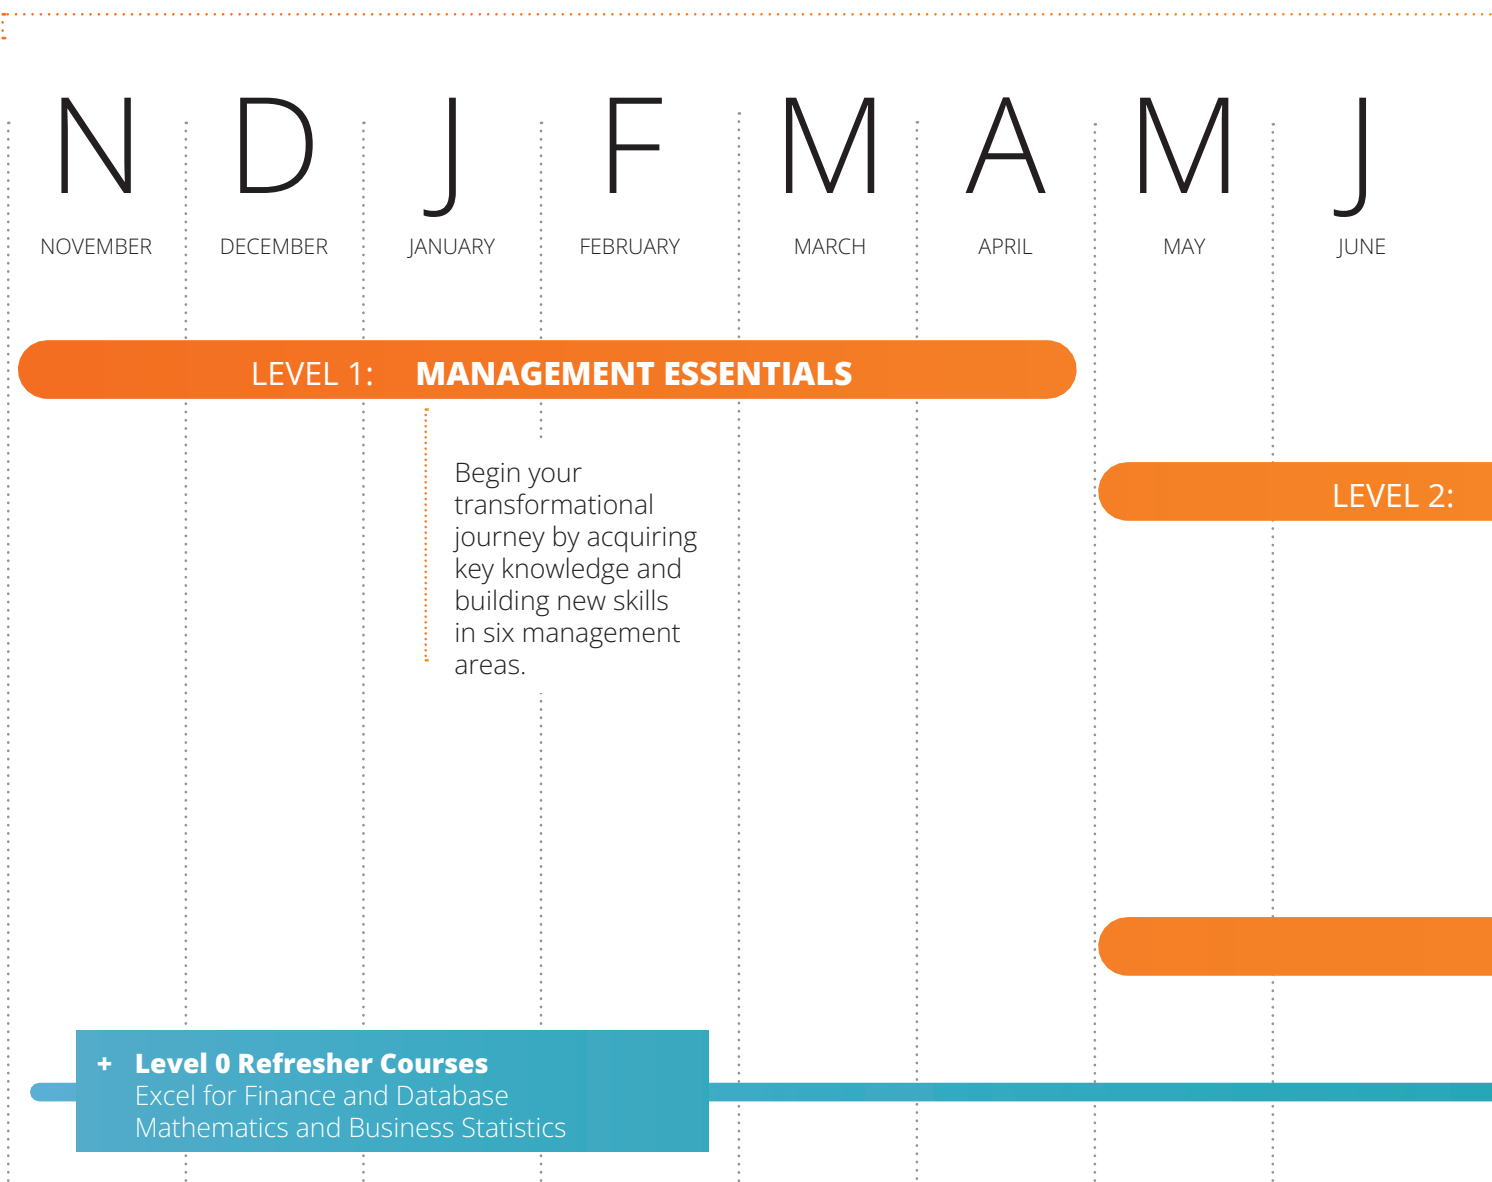 N D J F M A M J
NOVEMBER DECEMBER JANUARY FEBRUARY MARCH APRIL MAY JUNE
LEVEL 1: MANAGEMENT ESSENTIALS
Begin your
transformational
journey by acquiring
key knowledge and
building new skills
in six management
areas.
LEVEL 2:
+ Level 0 Refresher Courses
Excel for Finance and Database
Mathematics and Business Statistics